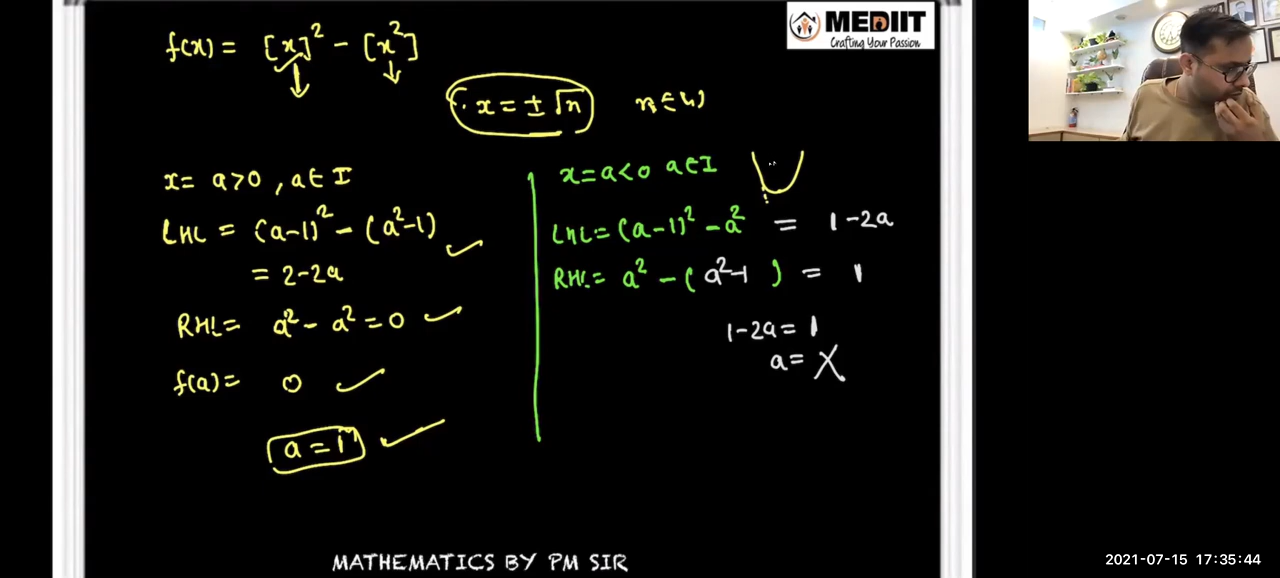 f(x) = [x]² - [x²]
MEDIIT
Crafting Your Passion
x = ± √n
x = a > 0 , a ∈ I
LHL = (a-1)² - (a²-1)
= 2-2a
RHL = a² - a² = 0
f(a) = 0
a = 1
x = a < 0 a ∈ I
LHL = (a-1)² - a² = 1-2a
RHL = a² - ( a²-1 ) = 1
1-2a = 1
a = X
MATHEMATICS BY PM SIR
2021-07-15 17:35:44